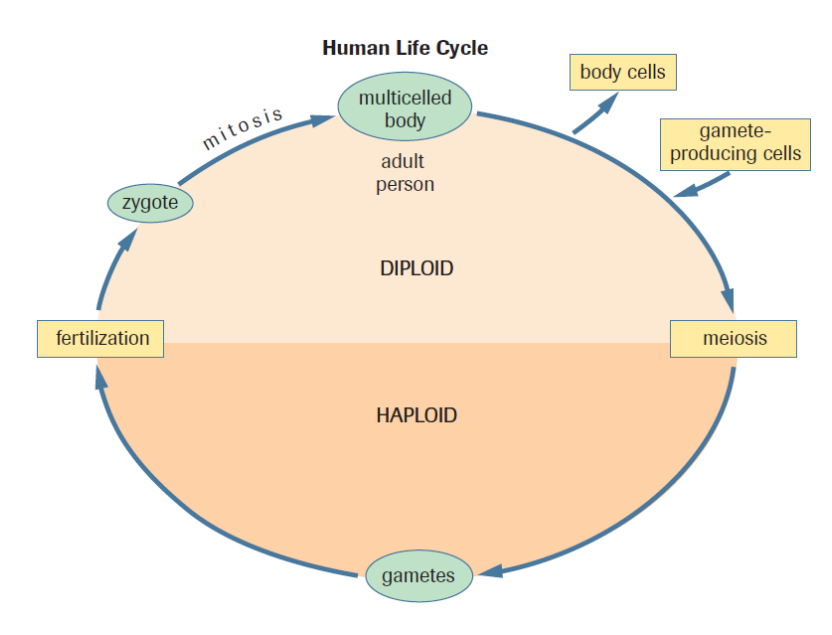 Human Life Cycle
body cells
multicelled
body
mitosis
gamete-
producing cells
adult
person
zygote
DIPLOID
fertilization
meiosis
HAPLOID
gametes